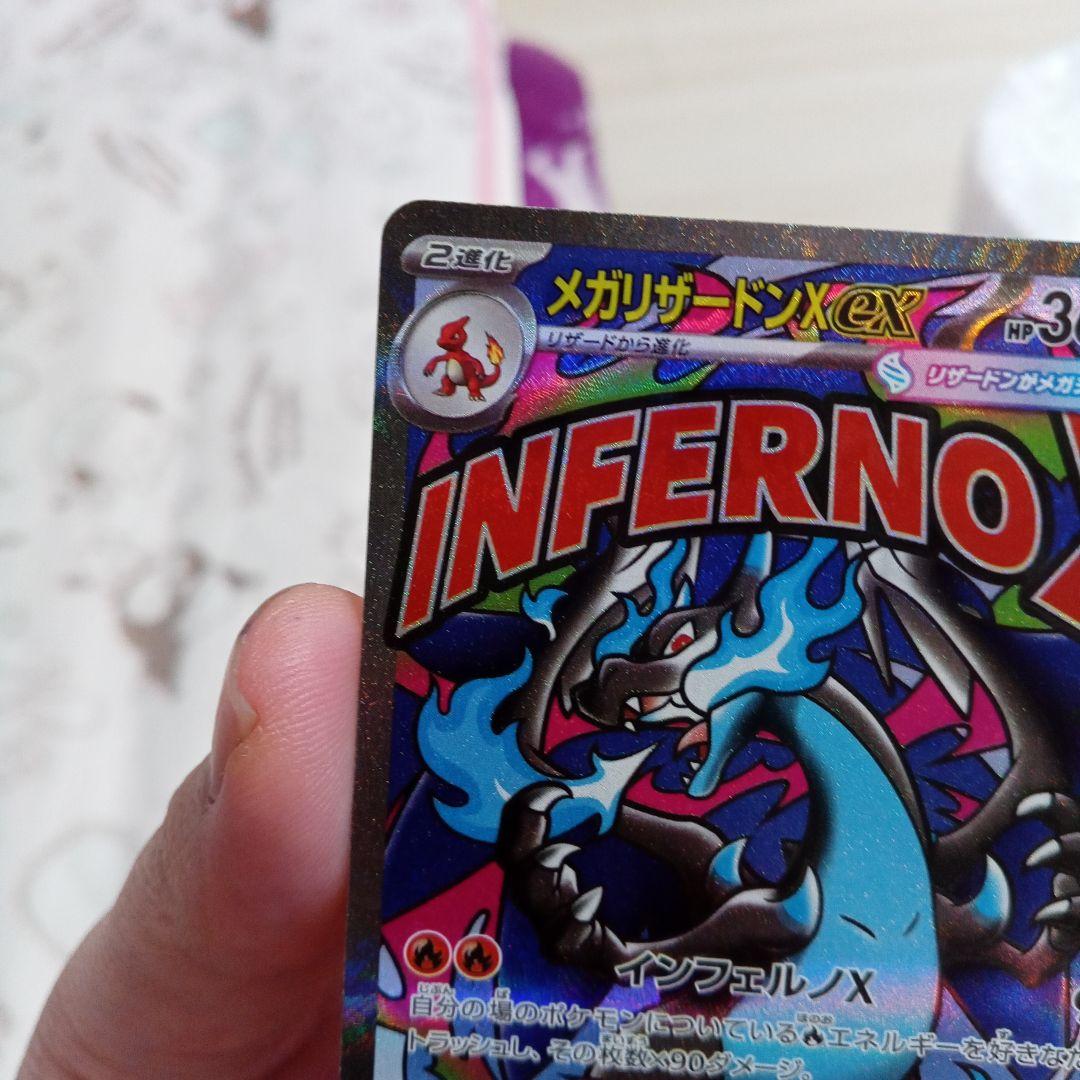 2進化
メガリザードンXex
HP 3
リザードから進化
リザードンがメガシ
INFERNO
インフェルノX
自分の場のポケモンについている エネルギーを好きな
トラッシュし、その枚数×90ダメージ。